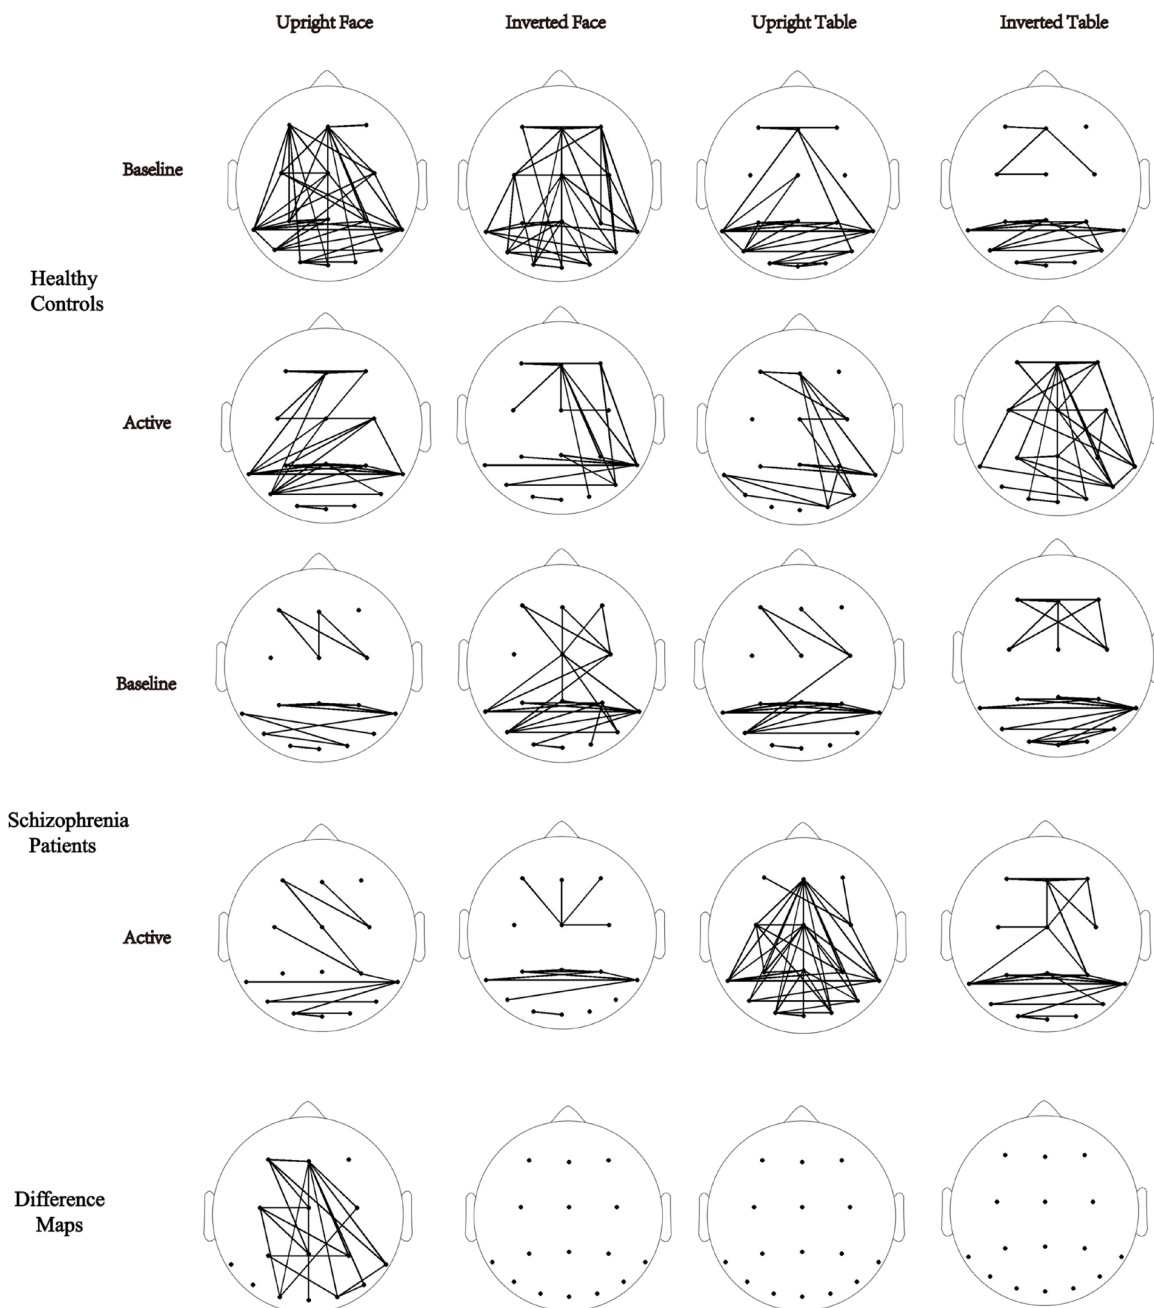 Upright Face
Inverted Face
Upright Table
Inverted Table
Baseline
Healthy
Controls
Active
Baseline
Schizophrenia
Patients
Active
Difference
Maps